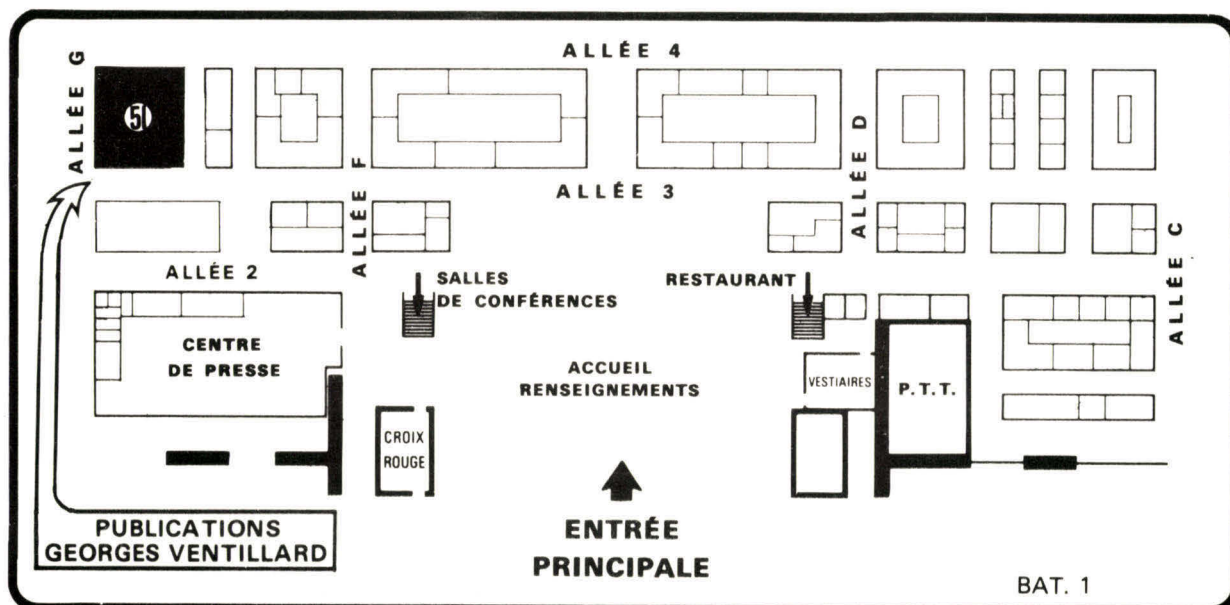 ALLÉE 4
ALLÉE G
51
ALLÉE F
ALLÉE D
ALLÉE 3
ALLÉE C
ALLÉE 2
SALLES
DE CONFÉRENCES
RESTAURANT
CENTRE
DE PRESSE
ACCUEIL
RENSEIGNEMENTS
VESTIAIRES
P.T.T.
CROIX
ROUGE
ENTRÉE
PRINCIPALE
PUBLICATIONS
GEORGES VENTILLARD
BAT. 1